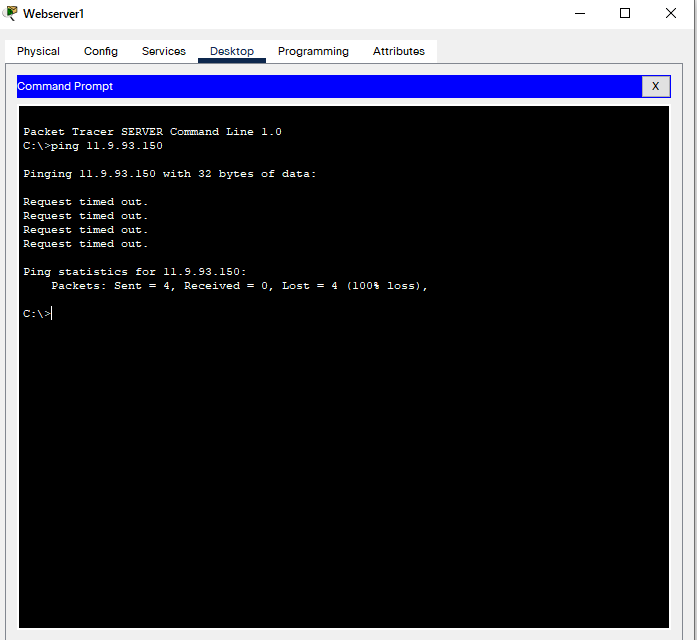 Webserver1
Physical Config Services Desktop Programming Attributes
Command Prompt X
Packet Tracer SERVER Command Line 1.0
C:\>ping 11.9.93.150
Pinging 11.9.93.150 with 32 bytes of data:
Request timed out.
Request timed out.
Request timed out.
Request timed out.
Ping statistics for 11.9.93.150:
Packets: Sent = 4, Received = 0, Lost = 4 (100% loss),
C:\>